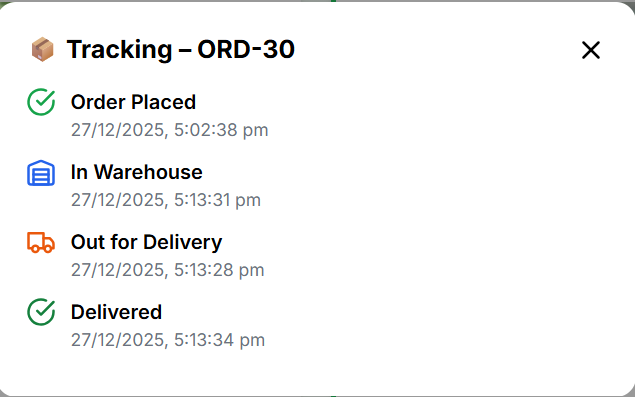 Tracking – ORD-30
Order Placed
27/12/2025, 5:02:38 pm
In Warehouse
27/12/2025, 5:13:31 pm
Out for Delivery
27/12/2025, 5:13:28 pm
Delivered
27/12/2025, 5:13:34 pm